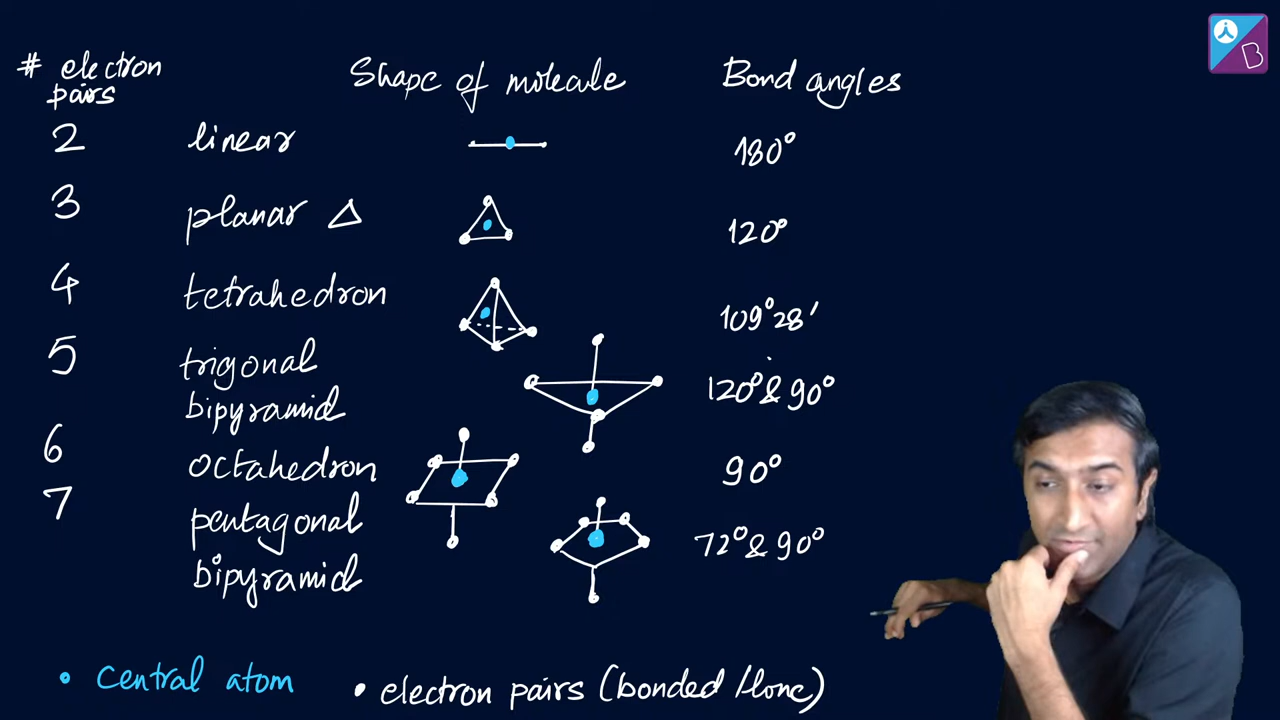 # electron pairs
Shape of molecule
Bond angles
2 linear 180°
3 planar △ 120°
4 tetrahedron 109°28′
5 trigonal bipyramid 120° & 90°
6 octahedron 90°
7 pentagonal bipyramid 72° & 90°
• Central atom
• electron pairs (bonded/lone)
B